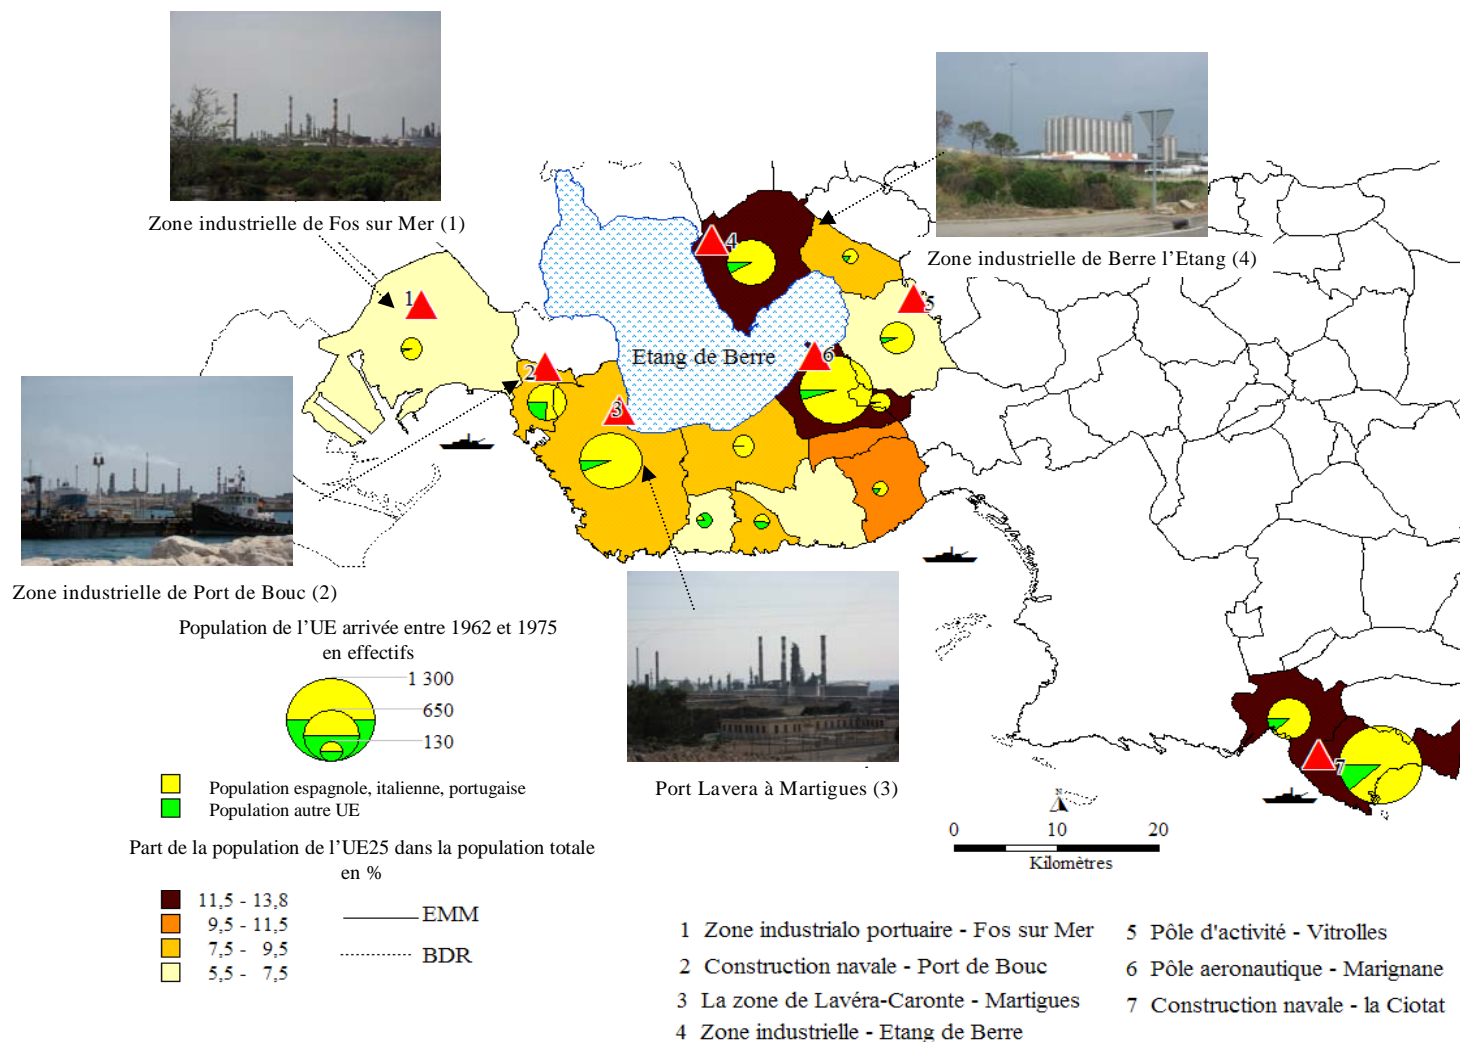 Zone industrielle de Fos sur Mer (1)
Zone industrielle de Berre l'Etang (4)
4
1
5
Etang de Berre
6
2
3
Zone industrielle de Port de Bouc (2)
Population de l'UE arrivée entre 1962 et 1975
en effectifs
1 300
650
130
Population espagnole, italienne, portugaise
Population autre UE
Port Lavera à Martigues (3)
7
N
0 10 20
Kilomètres
Part de la population de l'UE25 dans la population totale
en %
11,5 - 13,8
9,5 - 11,5
7,5 - 9,5
5,5 - 7,5
EMM
BDR
1 Zone industrialo portuaire - Fos sur Mer
2 Construction navale - Port de Bouc
3 La zone de Lavéra-Caronte - Martigues
4 Zone industrielle - Etang de Berre
5 Pôle d'activité - Vitrolles
6 Pôle aeronautique - Marignane
7 Construction navale - la Ciotat